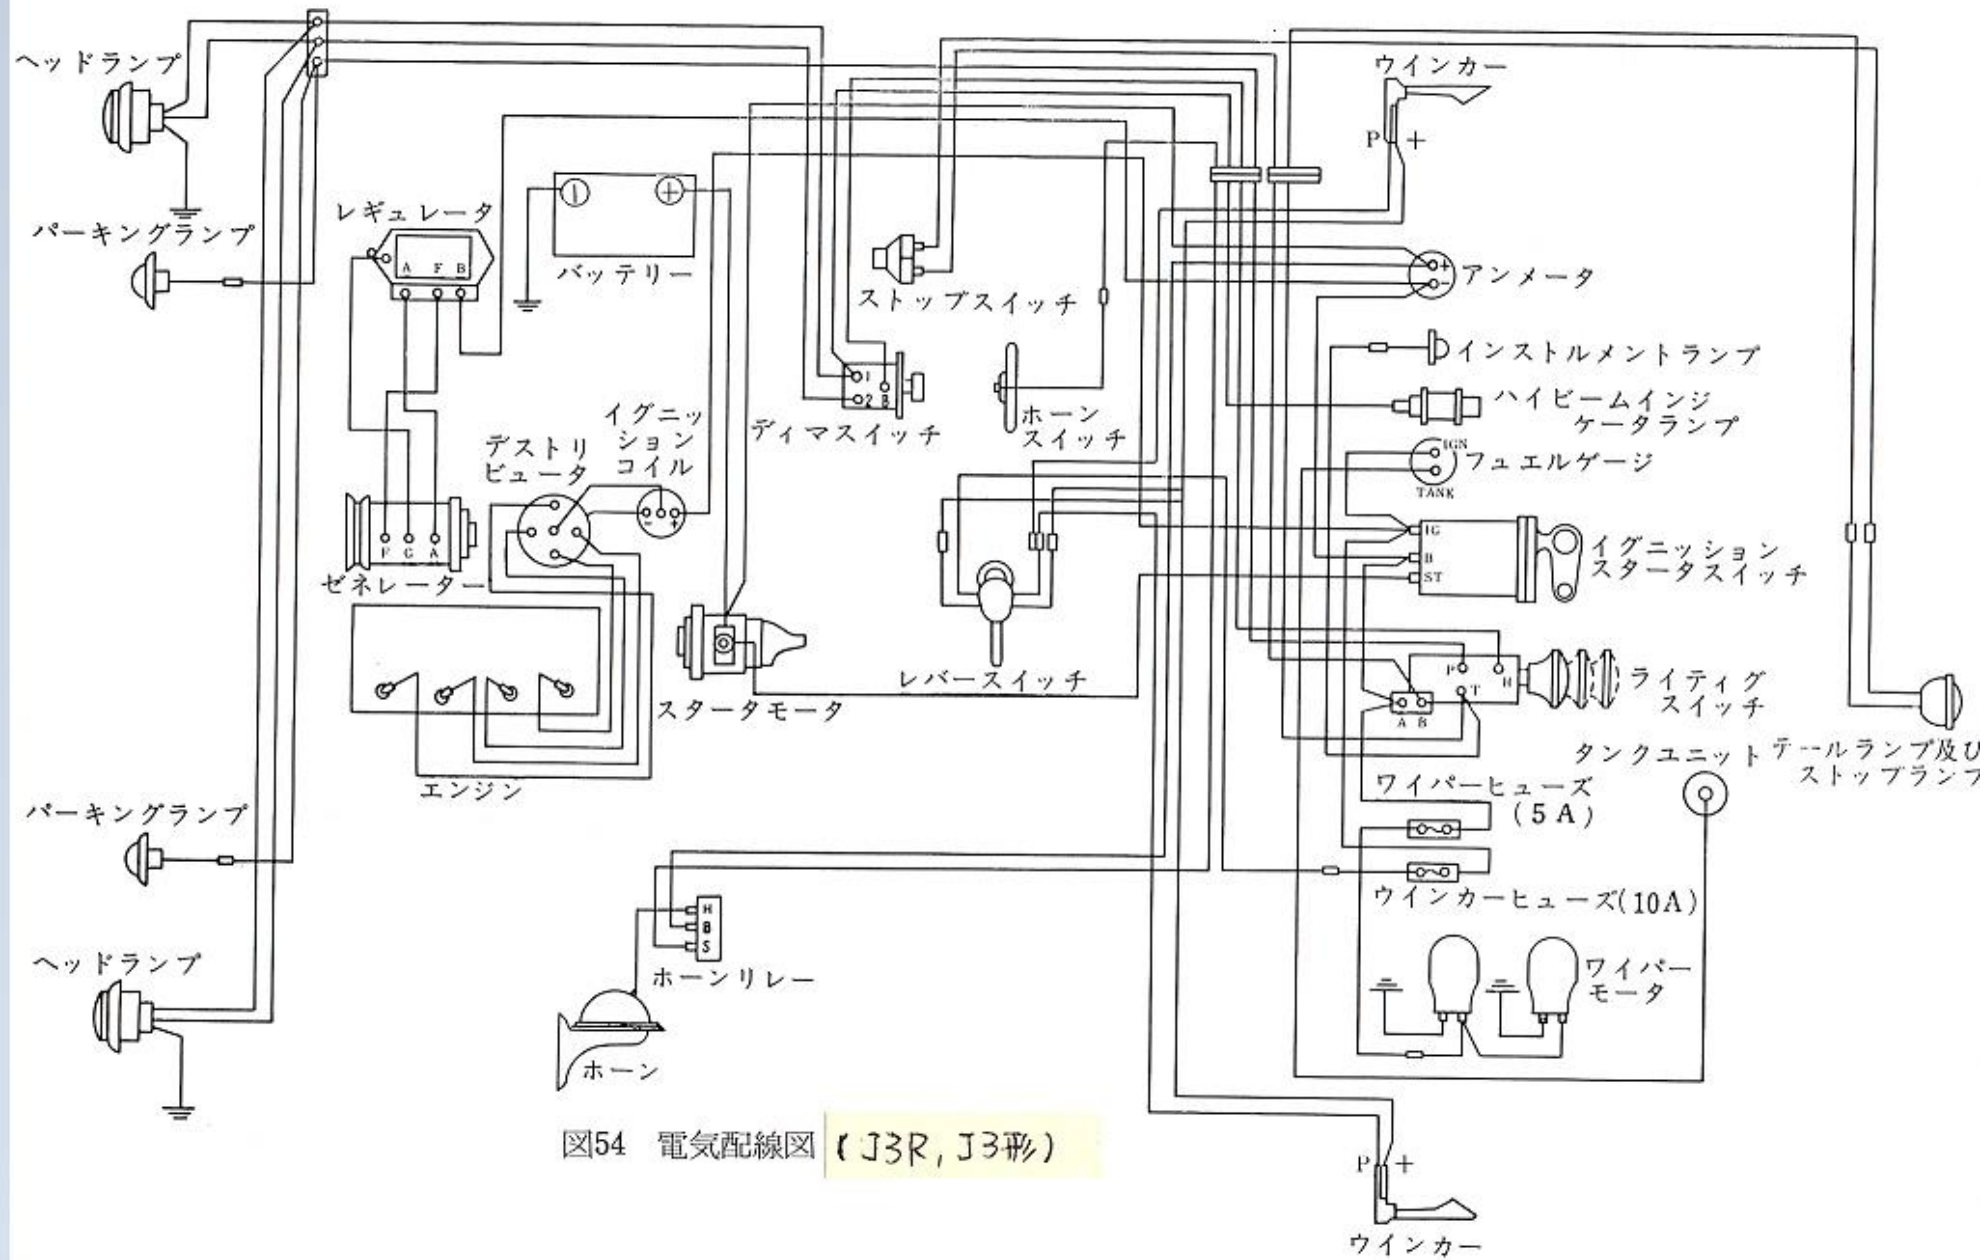 ヘッドランプ
ウインカー
P +
パーキングランプ
レギュレータ
A F B
バッテリー
ストップスイッチ
+
-
アンメータ
インストルメントランプ
1
2 B
ディマスイッチ
ホーン
スイッチ
ハイビームインジ
ケータランプ
IGN
フュエルゲージ
TANK
デストリ
ビュータ
イグニッ
ション
コイル
- +
F G A
ゼネレーター
IG
B
ST
イグニッション
スタータスイッチ
スタータモータ
レバースイッチ
P H
T
A B
ライティグ
スイッチ
エンジン
タンクユニット
テールランプ及び
ストップランプ
ワイパーヒューズ
(5A)
パーキングランプ
ウインカーヒューズ(10A)
H
B
S
ホーンリレー
ヘッドランプ
ワイパー
モータ
ホーン
図54 電気配線図 (J3R, J3形)
P +
ウインカー